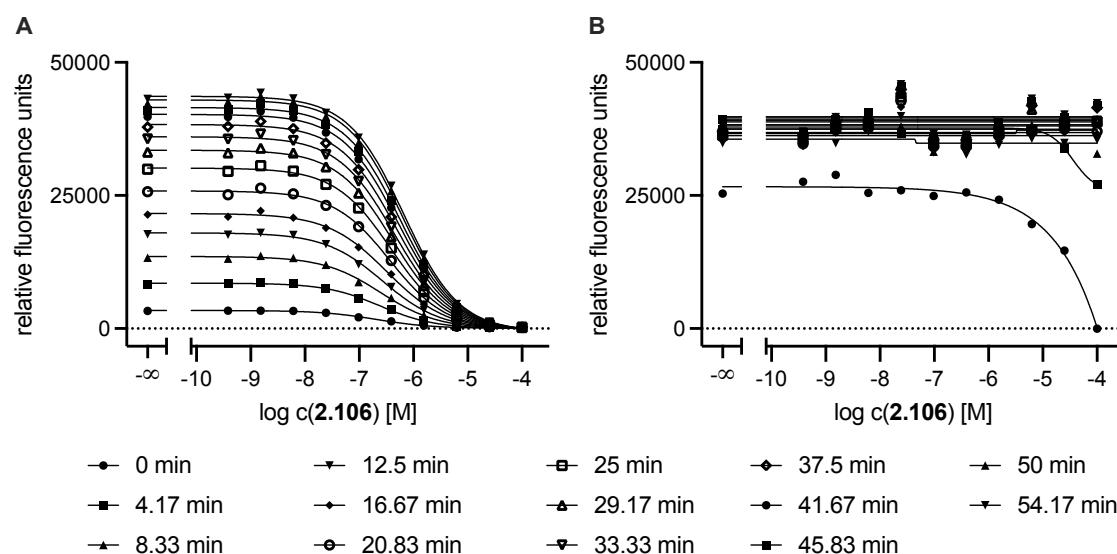 A
B
relative fluorescence units
50000
25000
0
-∞ -10 -9 -8 -7 -6 -5 -4
log c(2.106) [M]
relative fluorescence units
50000
25000
0
-∞ -10 -9 -8 -7 -6 -5 -4
log c(2.106) [M]
0 min 12.5 min 25 min 37.5 min 50 min
4.17 min 16.67 min 29.17 min 41.67 min 54.17 min
8.33 min 20.83 min 33.33 min 45.83 min